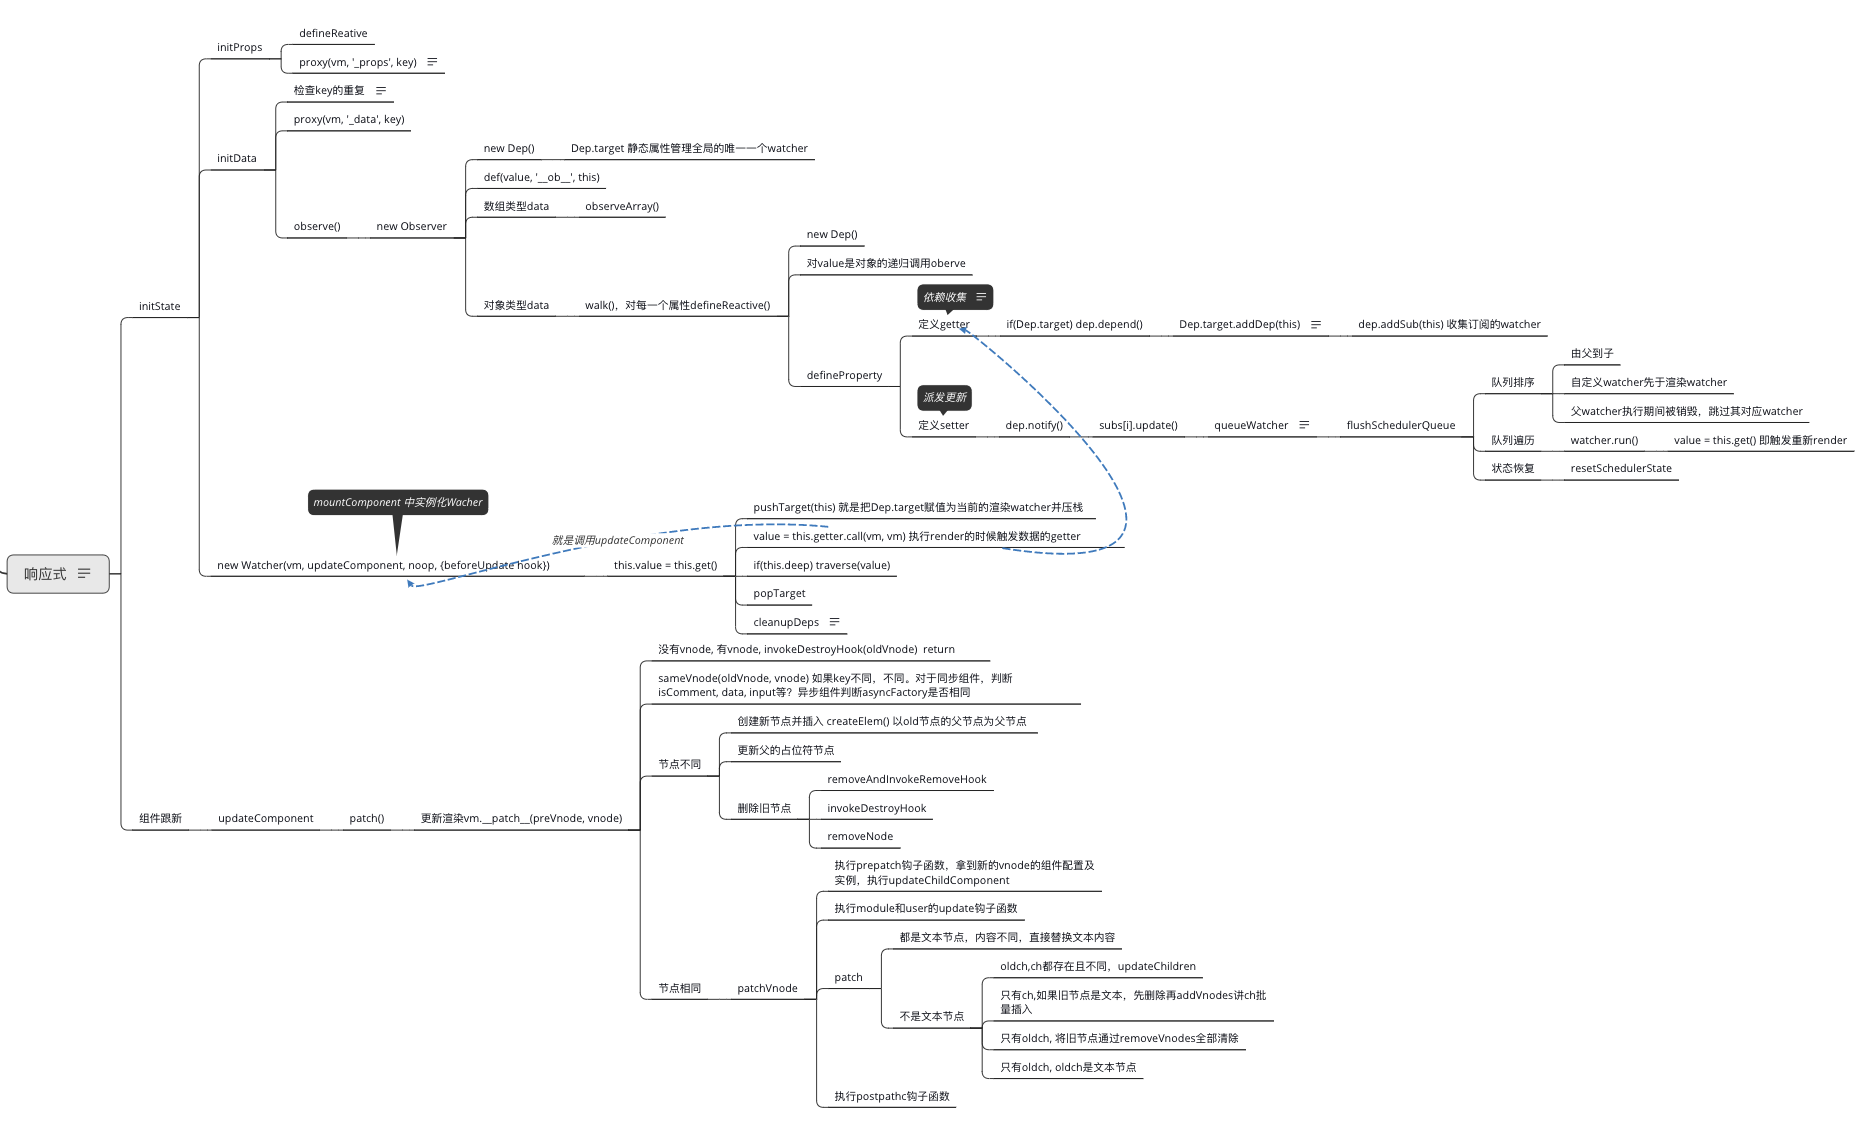 响应式
initState
initProps
defineReative
proxy(vm, '_props', key)
initData
检查key的重复
proxy(vm, '_data', key)
observe()
new Observer
new Dep()
Dep.target 静态属性管理全局的唯一一个watcher
def(value, '__ob__', this)
数组类型data
observeArray()
对象类型data
walk()，对每一个属性defineReactive()
new Dep()
对value是对象的递归调用oberve
defineProperty
依赖收集
定义getter
if(Dep.target) dep.depend()
Dep.target.addDep(this)
dep.addSub(this) 收集订阅的watcher
派发更新
定义setter
dep.notify()
subs[i].update()
queueWatcher
flushSchedulerQueue
队列排序
由父到子
自定义watcher先于渲染watcher
父watcher执行期间被销毁，跳过其对应watcher
队列遍历
watcher.run()
value = this.get() 即触发重新render
状态恢复
resetSchedulerState
mountComponent 中实例化Wacher
new Watcher(vm, updateComponent, noop, {beforeUpdate hook})
就是调用updateComponent
this.value = this.get()
pushTarget(this) 就是把Dep.target赋值为当前的渲染watcher并压栈
value = this.getter.call(vm, vm) 执行render的时候触发数据的getter
if(this.deep) traverse(value)
popTarget
cleanupDeps
组件跟新
updateComponent
patch()
更新渲染vm.__patch__(preVnode, vnode)
没有vnode, 有vnode, invokeDestroyHook(oldVnode) return
sameVnode(oldVnode, vnode) 如果key不同，不同。对于同步组件，判断
isComment, data, input等？异步组件判断asyncFactory是否相同
节点不同
创建新节点并插入 createElem() 以old节点的父节点为父节点
更新父的占位符节点
删除旧节点
removeAndInvokeRemoveHook
invokeDestroyHook
removeNode
节点相同
patchVnode
执行prepatch钩子函数，拿到新的vnode的组件配置及
实例，执行updateChildComponent
执行module和user的update钩子函数
patch
都是文本节点，内容不同，直接替换文本内容
不是文本节点
oldch,ch都存在且不同，updateChildren
只有ch,如果旧节点是文本，先删除再addVnodes讲ch批
量插入
只有oldch, 将旧节点通过removeVnodes全部清除
只有oldch, oldch是文本节点
执行postpathc钩子函数